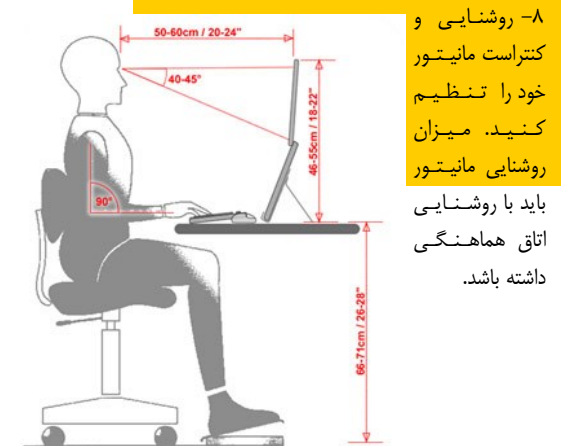 ۸- روشنایی و
کنتراست مانیتور
خود را تنظیم
کنید. میزان
روشنایی مانیتور
باید با روشنایی
اتاق هماهنگی
داشته باشد.
50-60cm / 20-24"
40-45°
46-55cm / 18-22"
90°
66-71cm / 26-28"